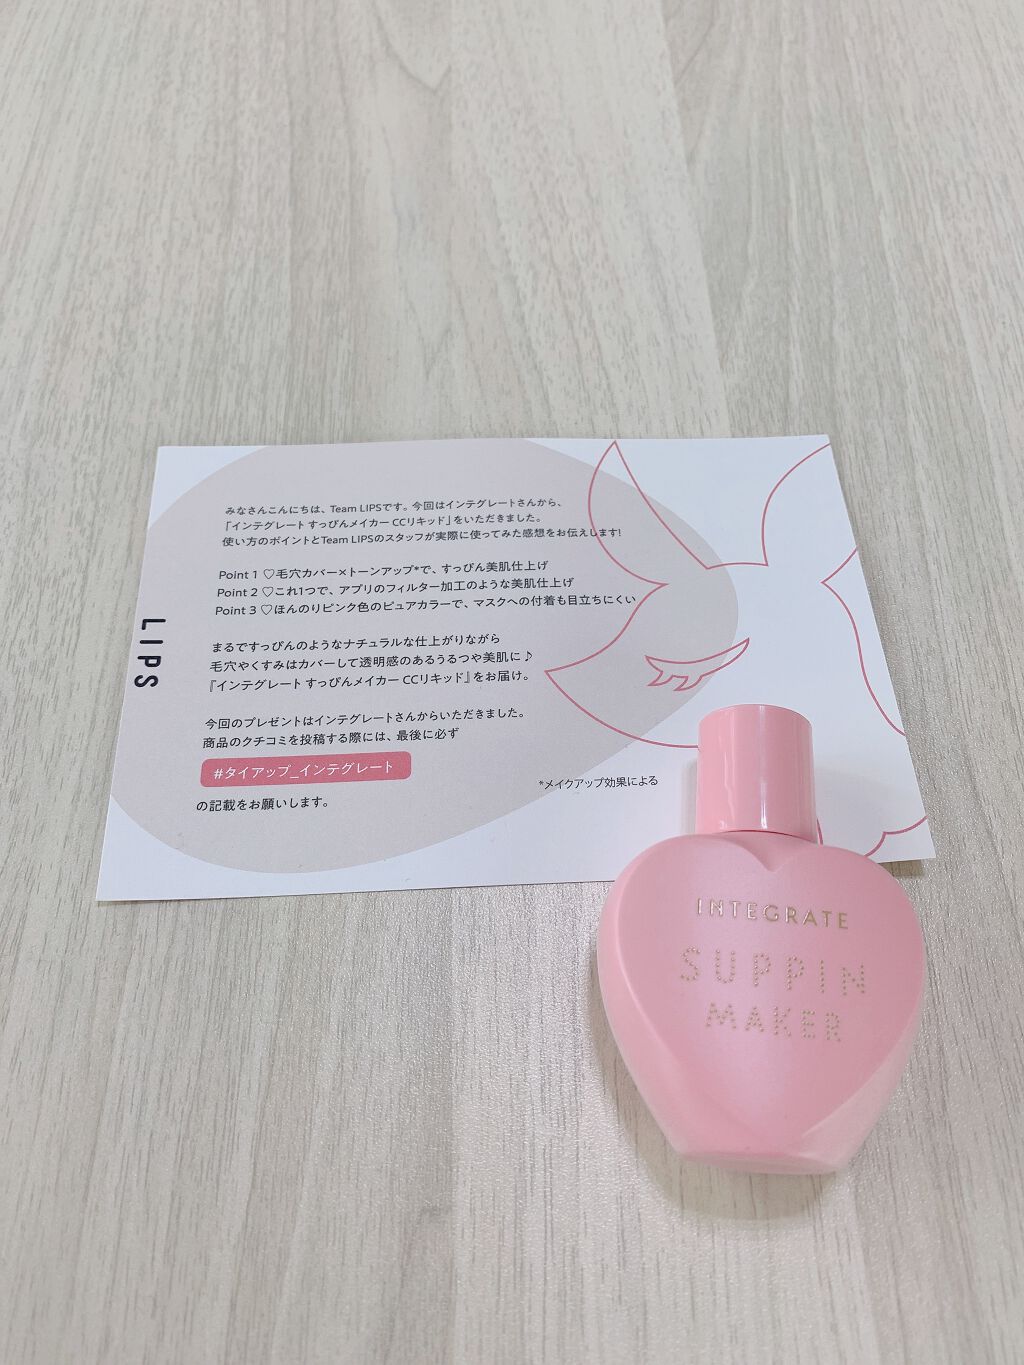 みなさんこんにちは、Team LIPSです。今回はインテグレートさんから、
『インテグレート すっぴんメイカー CCリキッド』をいただきました。
使い方のポイントとTeam LIPSのスタッフが実際に使ってみた感想をお伝えします!
Point 1 ♡毛穴カバー×トーンアップ*で、すっぴん美肌仕上げ
Point 2 ♡これ1つで、アプリのフィルター加工のような美肌仕上げ
Point 3 ♡ほんのりピンク色のピュアカラーで、マスクへの付着も目立ちにくい
まるですっぴんのようなナチュラルな仕上がりながら
毛穴やくすみはカバーして透明感のあるうるつや美肌に♪
『インテグレート すっぴんメイカー CCリキッド』をお届け。
今回のプレゼントはインテグレートさんからいただきました。
商品のクチコミを投稿する際には、最後に必ず
#タイアップ_インテグレート
の記載をお願いします。
*メイクアップ効果による
LIPS
INTEGRATE
SUPPIN
MAKER